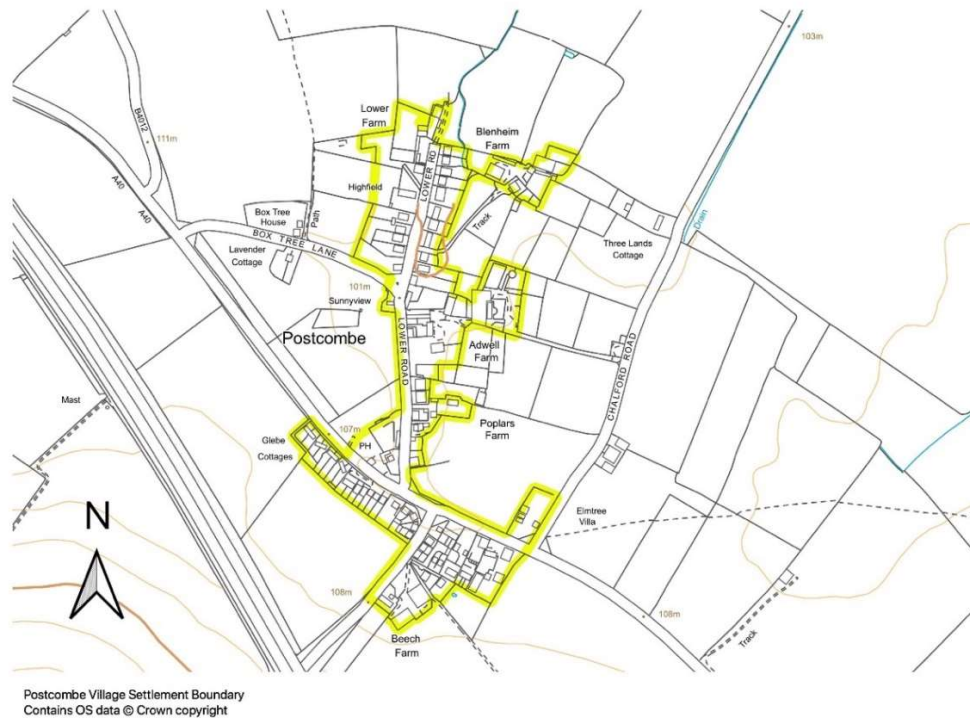 103m
B4012
111m
A40
A40
Lower
Farm
Blenheim
Farm
LOWER RD
Highfield
Track
Path
Box Tree
House
BOX TREE LANE
Lavender
Cottage
Drain
Three Lands
Cottage
101m
Sunnyview
Postcombe
LOWER ROAD
Adwell
Farm
CHALFORD ROAD
Mast
Poplars
Farm
107m
PH
Glebe
Cottages
Elmtree
Villa
N
108m
108m
Track
Beech
Farm
Postcombe Village Settlement Boundary
Contains OS data © Crown copyright